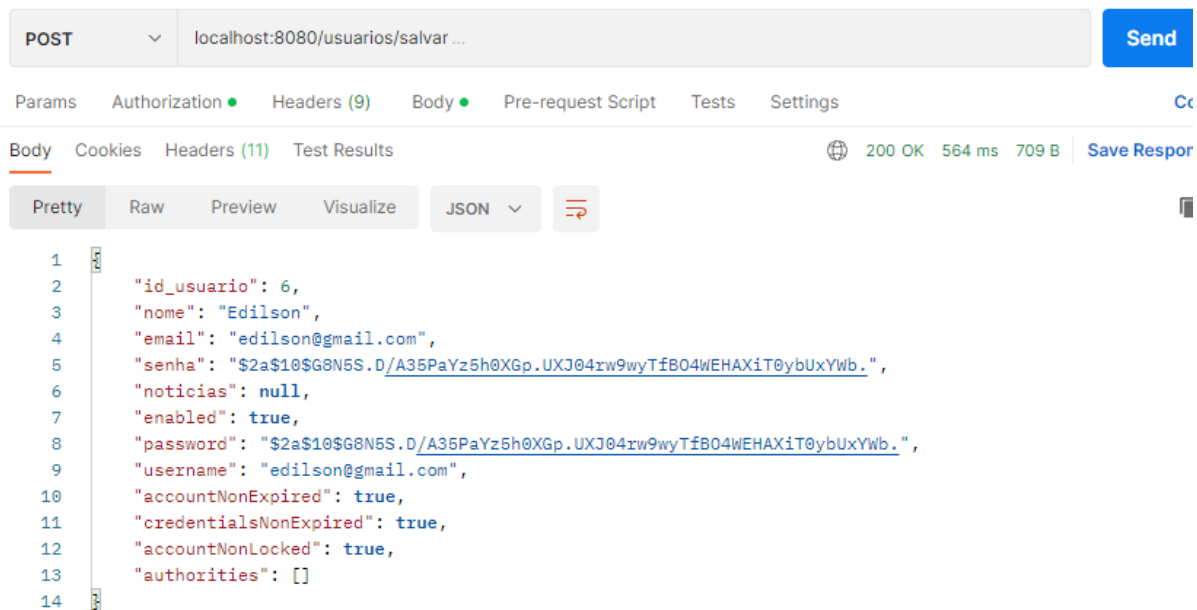 POST localhost:8080/usuarios/salvar ... Send
Params Authorization Headers (9) Body Pre-request Script Tests Settings Co
Body Cookies Headers (11) Test Results 200 OK 564 ms 709 B Save Respon
Pretty Raw Preview Visualize JSON
1 {
2 "id_usuario": 6,
3 "nome": "Edilson",
4 "email": "edilson@gmail.com",
5 "senha": "$2a$10$G8N5S.D/A35PaYz5h0XGp.UXJ04rw9wyTfBO4WEHAXiT0ybUxYWb.",
6 "noticias": null,
7 "enabled": true,
8 "password": "$2a$10$G8N5S.D/A35PaYz5h0XGp.UXJ04rw9wyTfBO4WEHAXiT0ybUxYWb.",
9 "username": "edilson@gmail.com",
10 "accountNonExpired": true,
11 "credentialsNonExpired": true,
12 "accountNonLocked": true,
13 "authorities": []
14 }